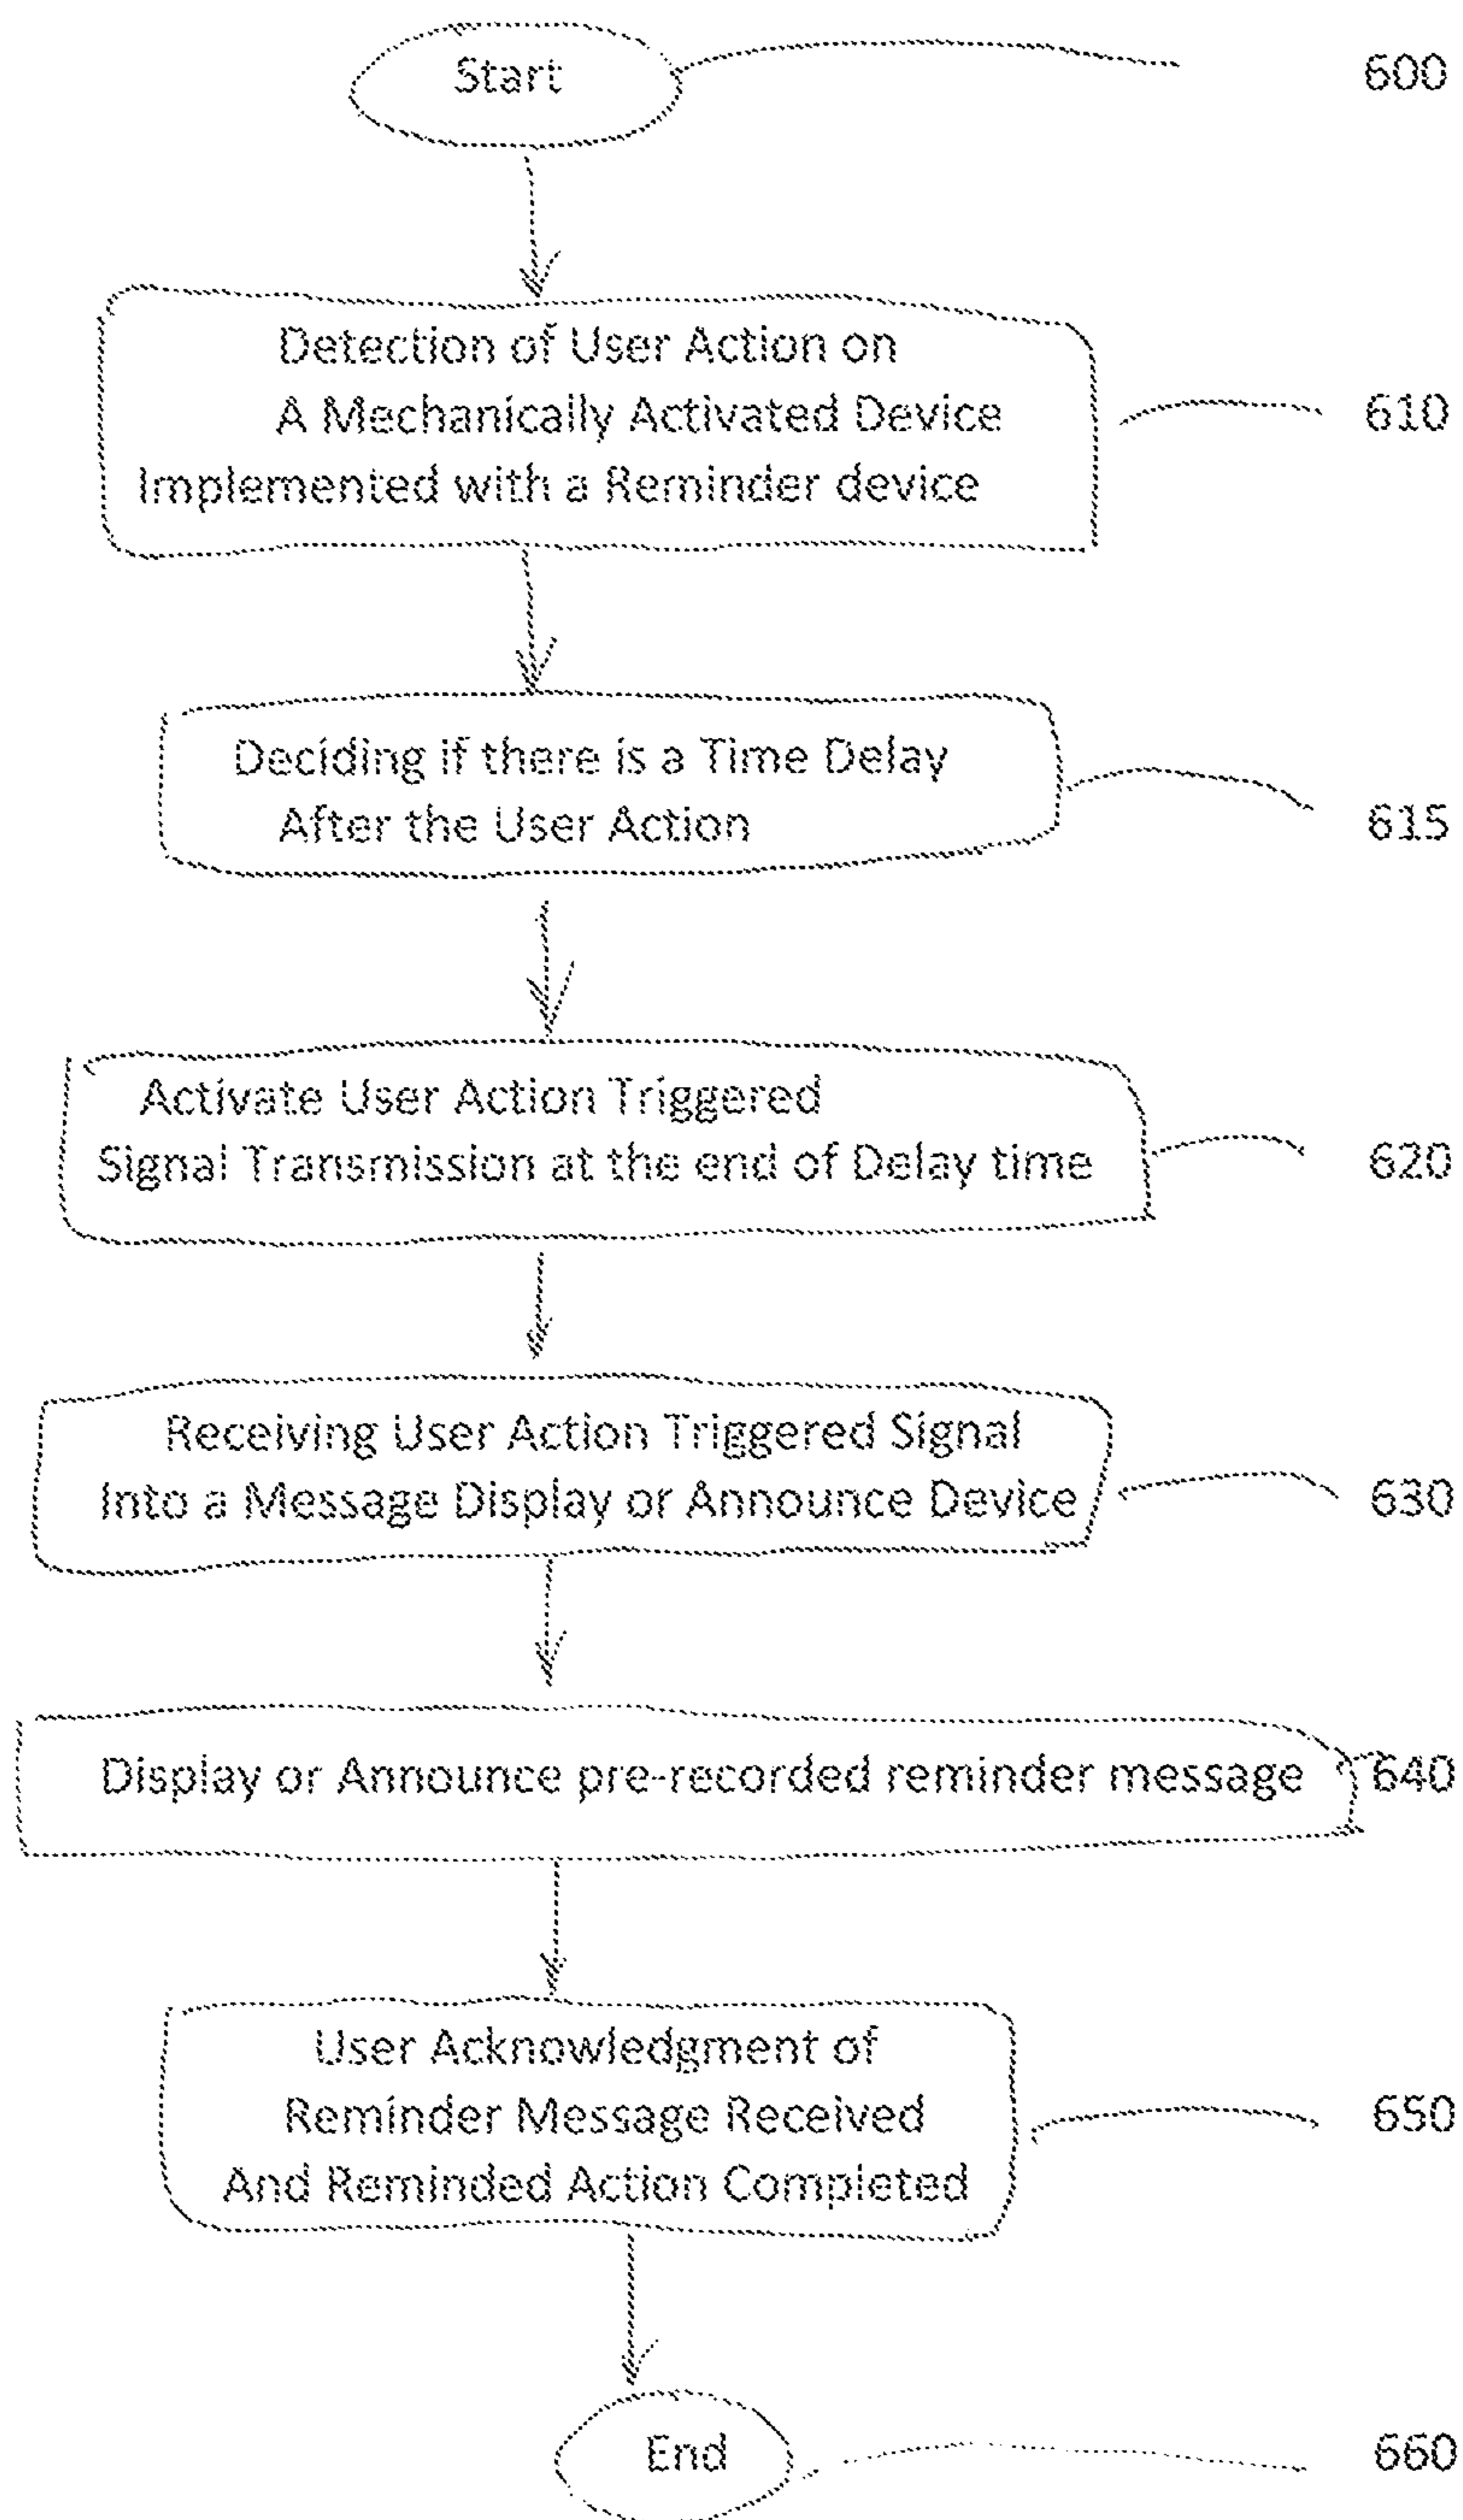 Start
600
Detection of User Action on
A Mechanically Activated Device
Implemented with a Reminder device
610
Deciding if there is a Time Delay
After the User Action
615
Activate User Action Triggered
Signal Transmission at the end of Delay time
620
Receiving User Action Triggered Signal
Into a Message Display or Announce Device
630
Display or Announce pre-recorded reminder message
640
User Acknowledgment of
Reminder Message Received
And Reminded Action Completed
650
End
660